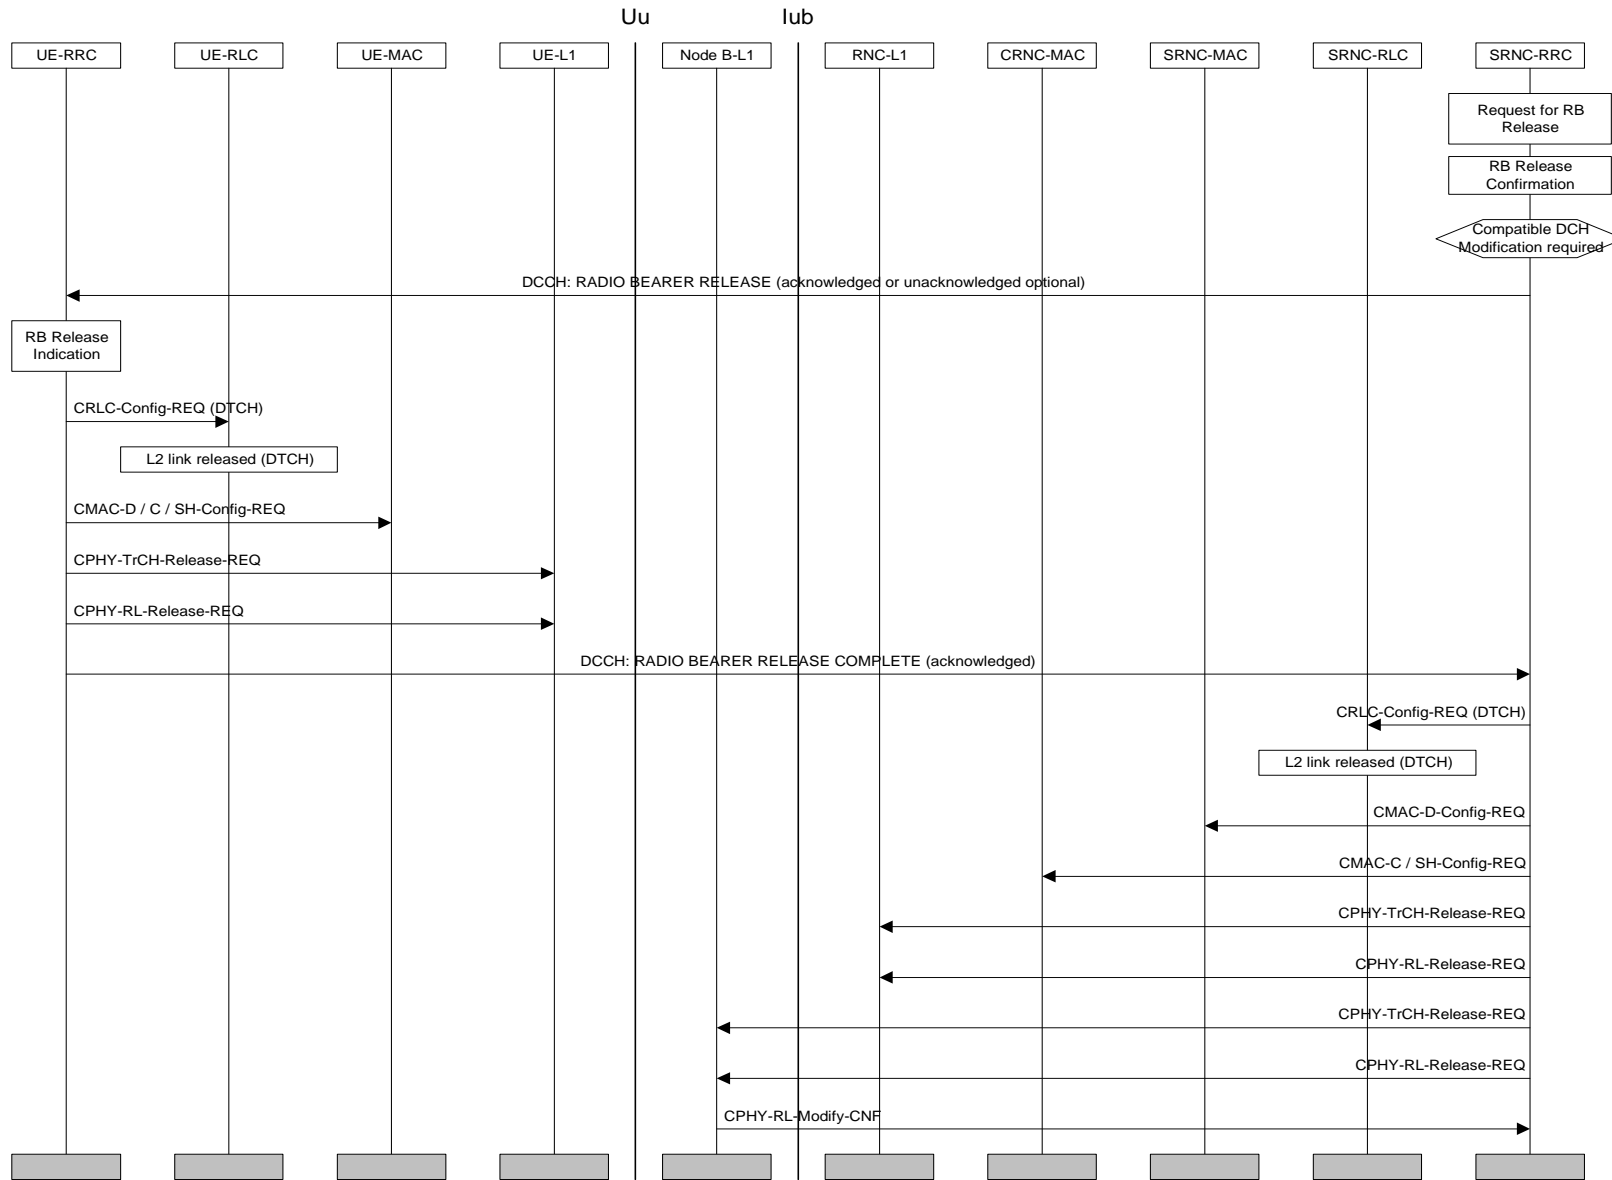 Uu
Iub
UE-RRC
UE-RLC
UE-MAC
UE-L1
Node B-L1
RNC-L1
CRNC-MAC
SRNC-MAC
SRNC-RLC
SRNC-RRC
Request for RB
Release
RB Release
Confirmation
Compatible DCH
Modification required
DCCH: RADIO BEARER RELEASE (acknowledged or unacknowledged optional)
RB Release
Indication
CRLC-Config-REQ (DTCH)
L2 link released (DTCH)
CMAC-D / C / SH-Config-REQ
CPHY-TrCH-Release-REQ
CPHY-RL-Release-REQ
DCCH: RADIO BEARER RELEASE COMPLETE (acknowledged)
CRLC-Config-REQ (DTCH)
L2 link released (DTCH)
CMAC-D-Config-REQ
CMAC-C / SH-Config-REQ
CPHY-TrCH-Release-REQ
CPHY-RL-Release-REQ
CPHY-TrCH-Release-REQ
CPHY-RL-Release-REQ
CPHY-RL-Modify-CNF